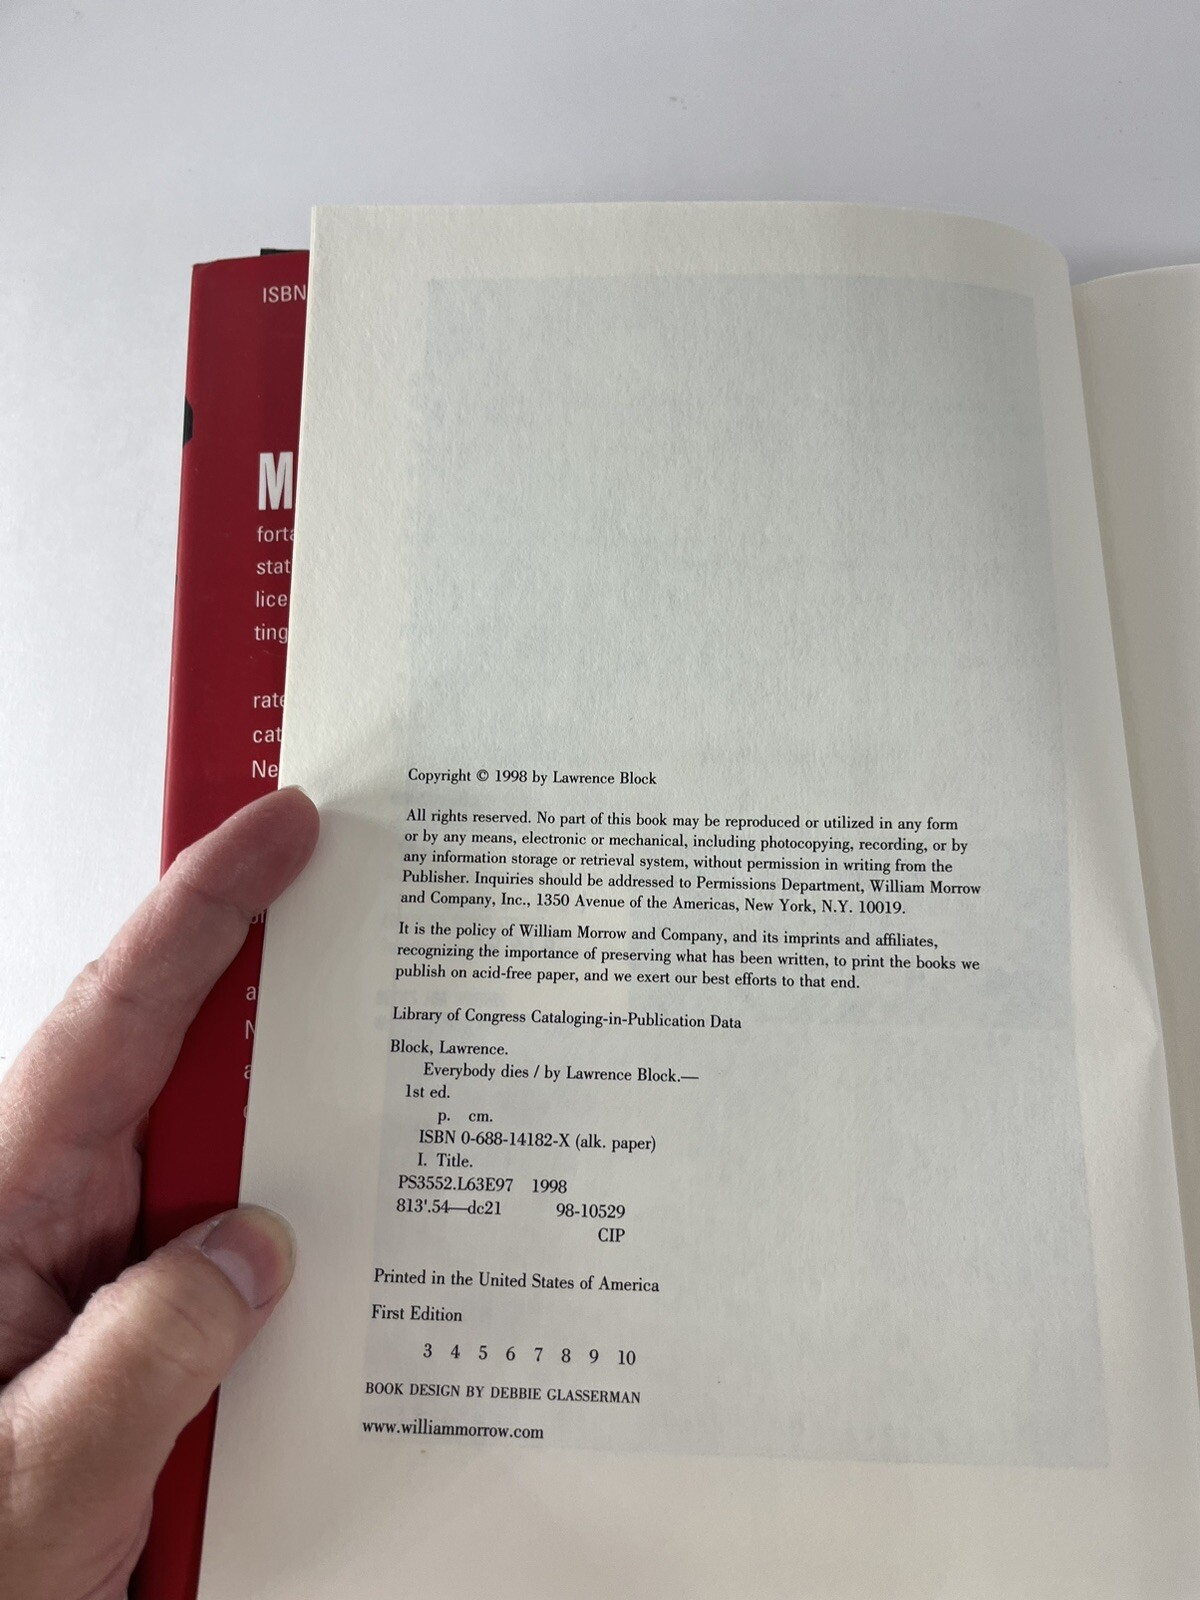 ISBN
M
stat
lice
ting
cat
Ne
Copyright © 1998 by Lawrence Block
All rights reserved. No part of this book may be reproduced or utilized in any form
or by any means, electronic or mechanical, including photocopying, recording, or by
any information storage or retrieval system, without permission in writing from the
Publisher. Inquiries should be addressed to Permissions Department, William Morrow
and Company, Inc., 1350 Avenue of the Americas, New York, N.Y. 10019.
It is the policy of William Morrow and Company, and its imprints and affiliates,
recognizing the importance of preserving what has been written, to print the books we
publish on acid-free paper, and we exert our best efforts to that end.
Library of Congress Cataloging-in-Publication Data
Block, Lawrence.
Everybody dies / by Lawrence Block.—
1st ed.
p. cm.
ISBN 0-688-14182-X (alk. paper)
I. Title.
PS3552.L63E97 1998
813'.54—dc21 98-10529
CIP
Printed in the United States of America
First Edition
3 4 5 6 7 8 9 10
BOOK DESIGN BY DEBBIE GLASSERMAN
www.williammorrow.com